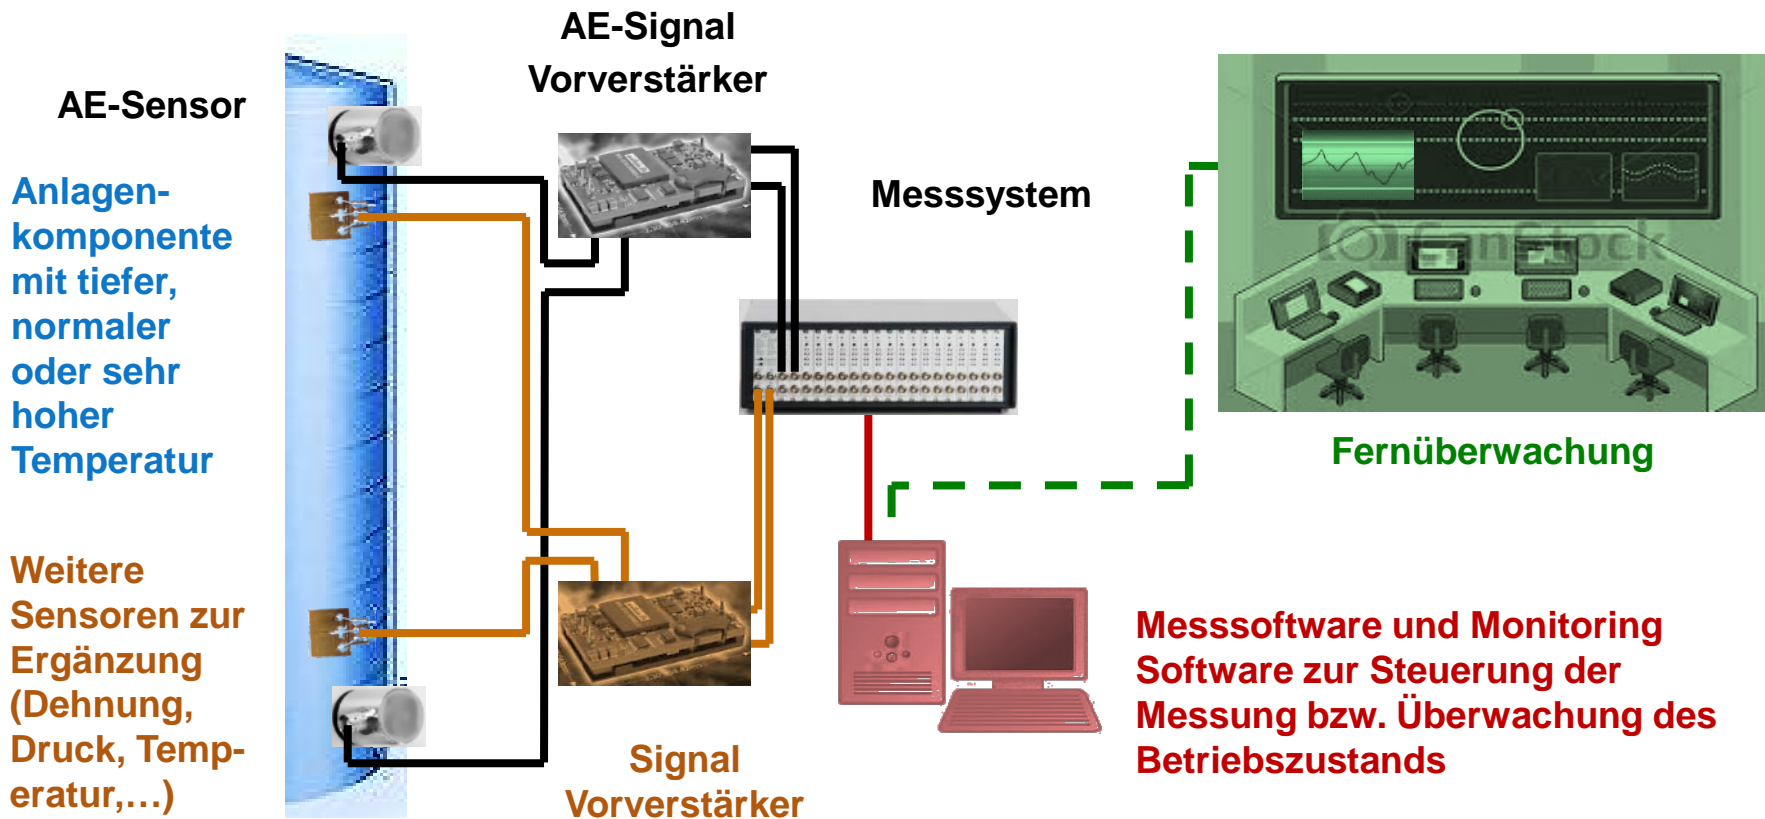 AE-Signal
Vorverstärker
AE-Sensor
Anlagen-
komponente
mit tiefer,
normaler
oder sehr
hoher
Temperatur
Messsystem
CanStock
Fernüberwachung
Weitere
Sensoren zur
Ergänzung
(Dehnung,
Druck, Temp-
eratur,...)
Signal
Vorverstärker
Messsoftware und Monitoring
Software zur Steuerung der
Messung bzw. Überwachung des
Betriebszustands